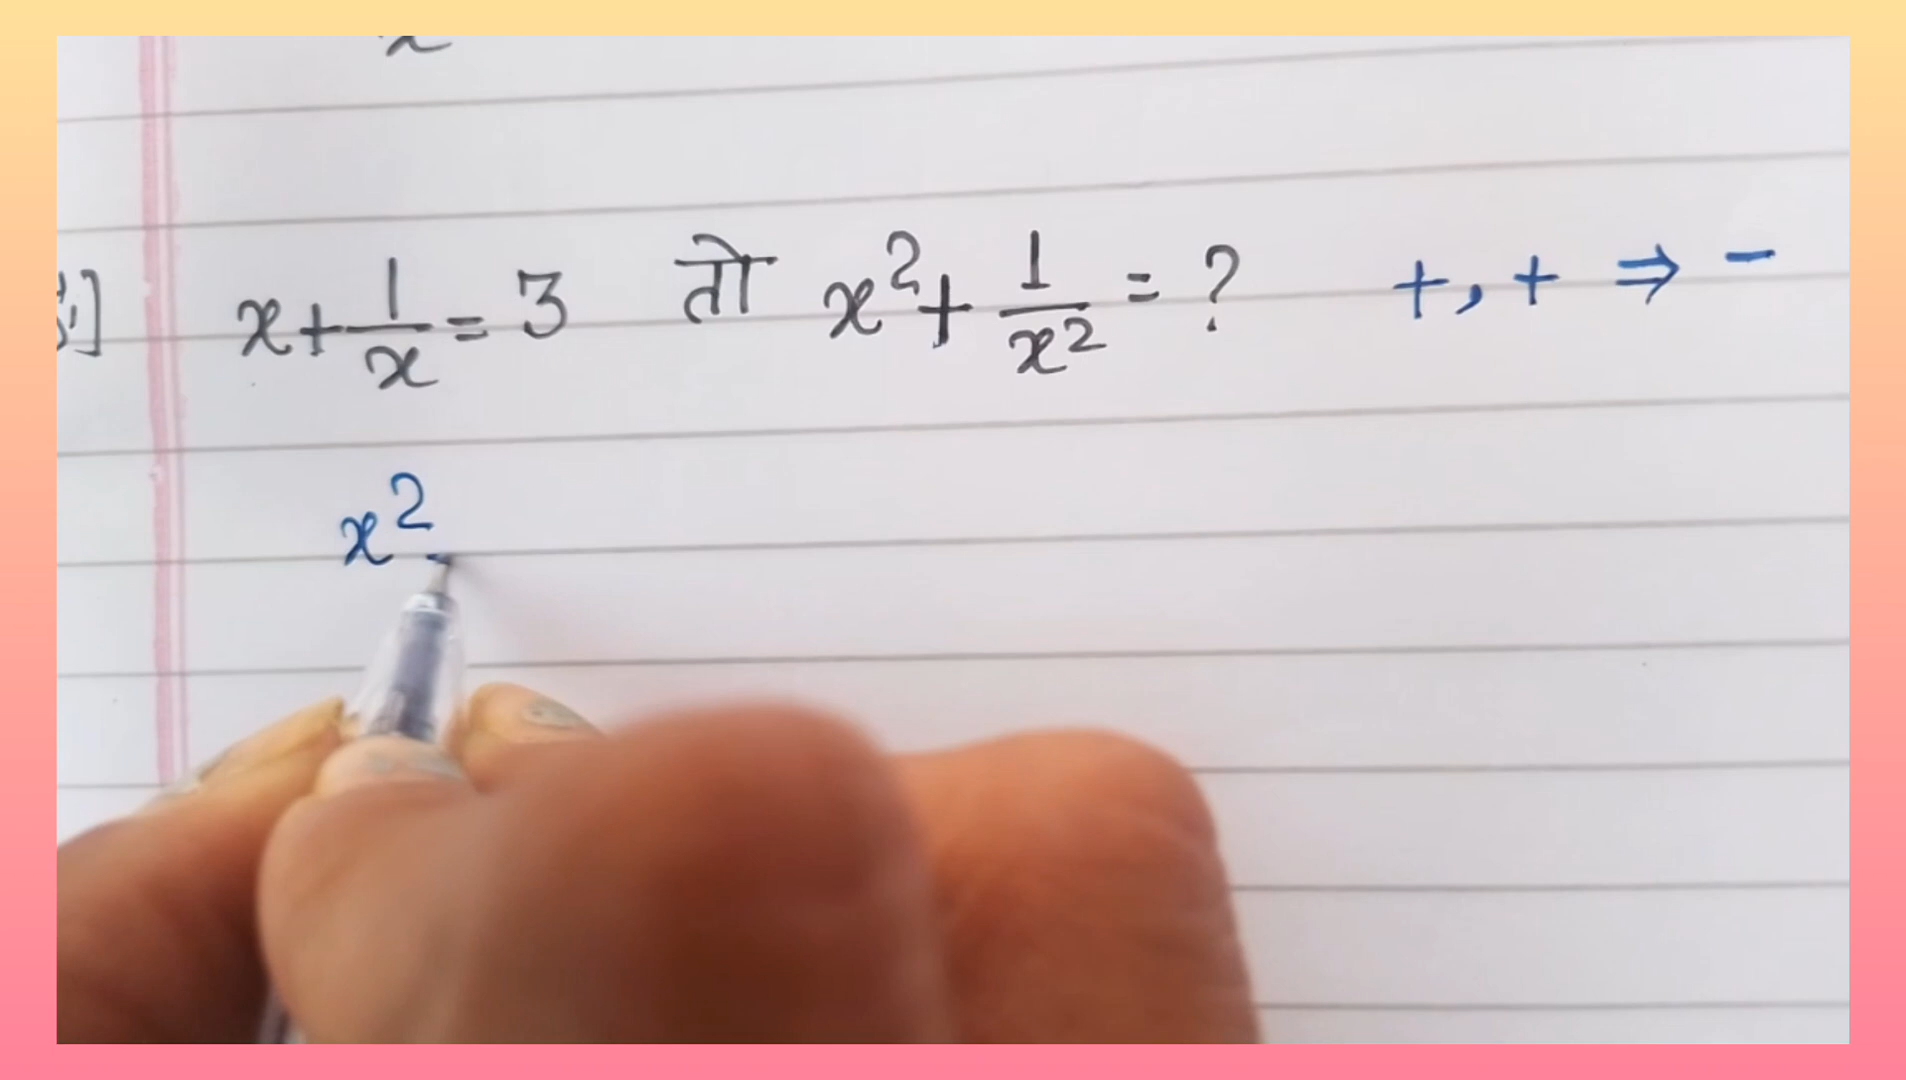 x
x + 1/x = 3 तो x² + 1/x² = ? +, + ⇒ -
x²